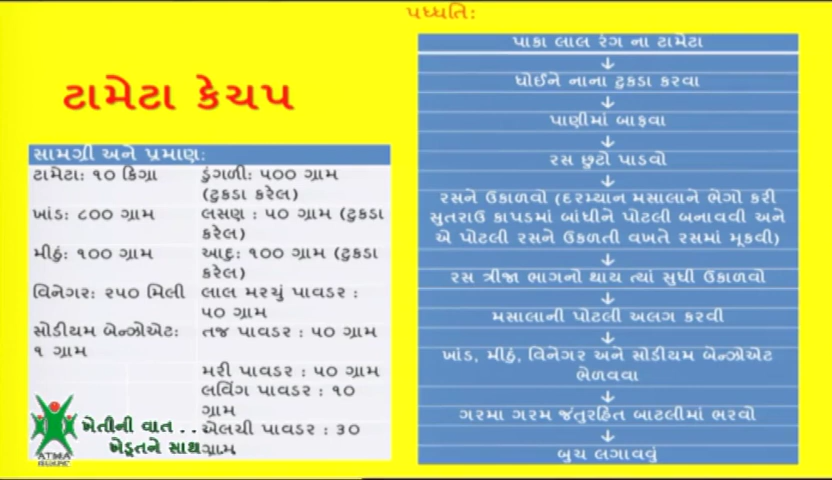 ટામેટા કેચપ
સામગ્રી અને પ્રમાણ:
ટામેટા: ૧૦ કિગ્રા
ખાંડ: ૮૦૦ ગ્રામ
મીઠું: ૧૦૦ ગ્રામ
વિનેગર: ૨૫૦ મિલી
સોડીયમ બેન્ઝોએટ:
૧ ગ્રામ
ડુંગળી: ૫૦૦ ગ્રામ
(ટુકડા કરેલ)
લસણ : ૫૦ ગ્રામ (ટુકડા
કરેલ)
આદુ: ૧૦૦ ગ્રામ (ટુકડા
કરેલ)
લાલ મરચું પાવડર :
૫૦ ગ્રામ
તજ પાવડર : ૫૦ ગ્રામ
મરી પાવડર : ૫૦ ગ્રામ
લવિંગ પાવડર : ૧૦
ગ્રામ
એલચી પાવડર : ૩૦
ગ્રામ
પધ્ધતિ:
પાકા લાલ રંગ ના ટામેટા
↓
ધોઈને નાના ટુકડા કરવા
↓
પાણીમાં બાફવા
↓
રસ છુટો પાડવો
↓
રસને ઉકાળવો (દરમ્યાન મસાલાને ભેગો કરી
સુતરાઉ કાપડમાં બાંધીને પોટલી બનાવવી અને
એ પોટલી રસને ઉકળતી વખતે રસમાં મૂકવી)
↓
રસ ત્રીજા ભાગનો થાય ત્યાં સુધી ઉકાળવો
↓
મસાલાની પોટલી અલગ કરવી
↓
ખાંડ, મીઠું, વિનેગર અને સોડીયમ બેન્ઝોએટ
ભેળવવા
↓
ગરમા ગરમ જંતુરહિત બાટલીમાં ભરવો
↓
બુચ લગાવવું
ખેતીની વાત . .
ખેડૂતને સાથ
ATMA